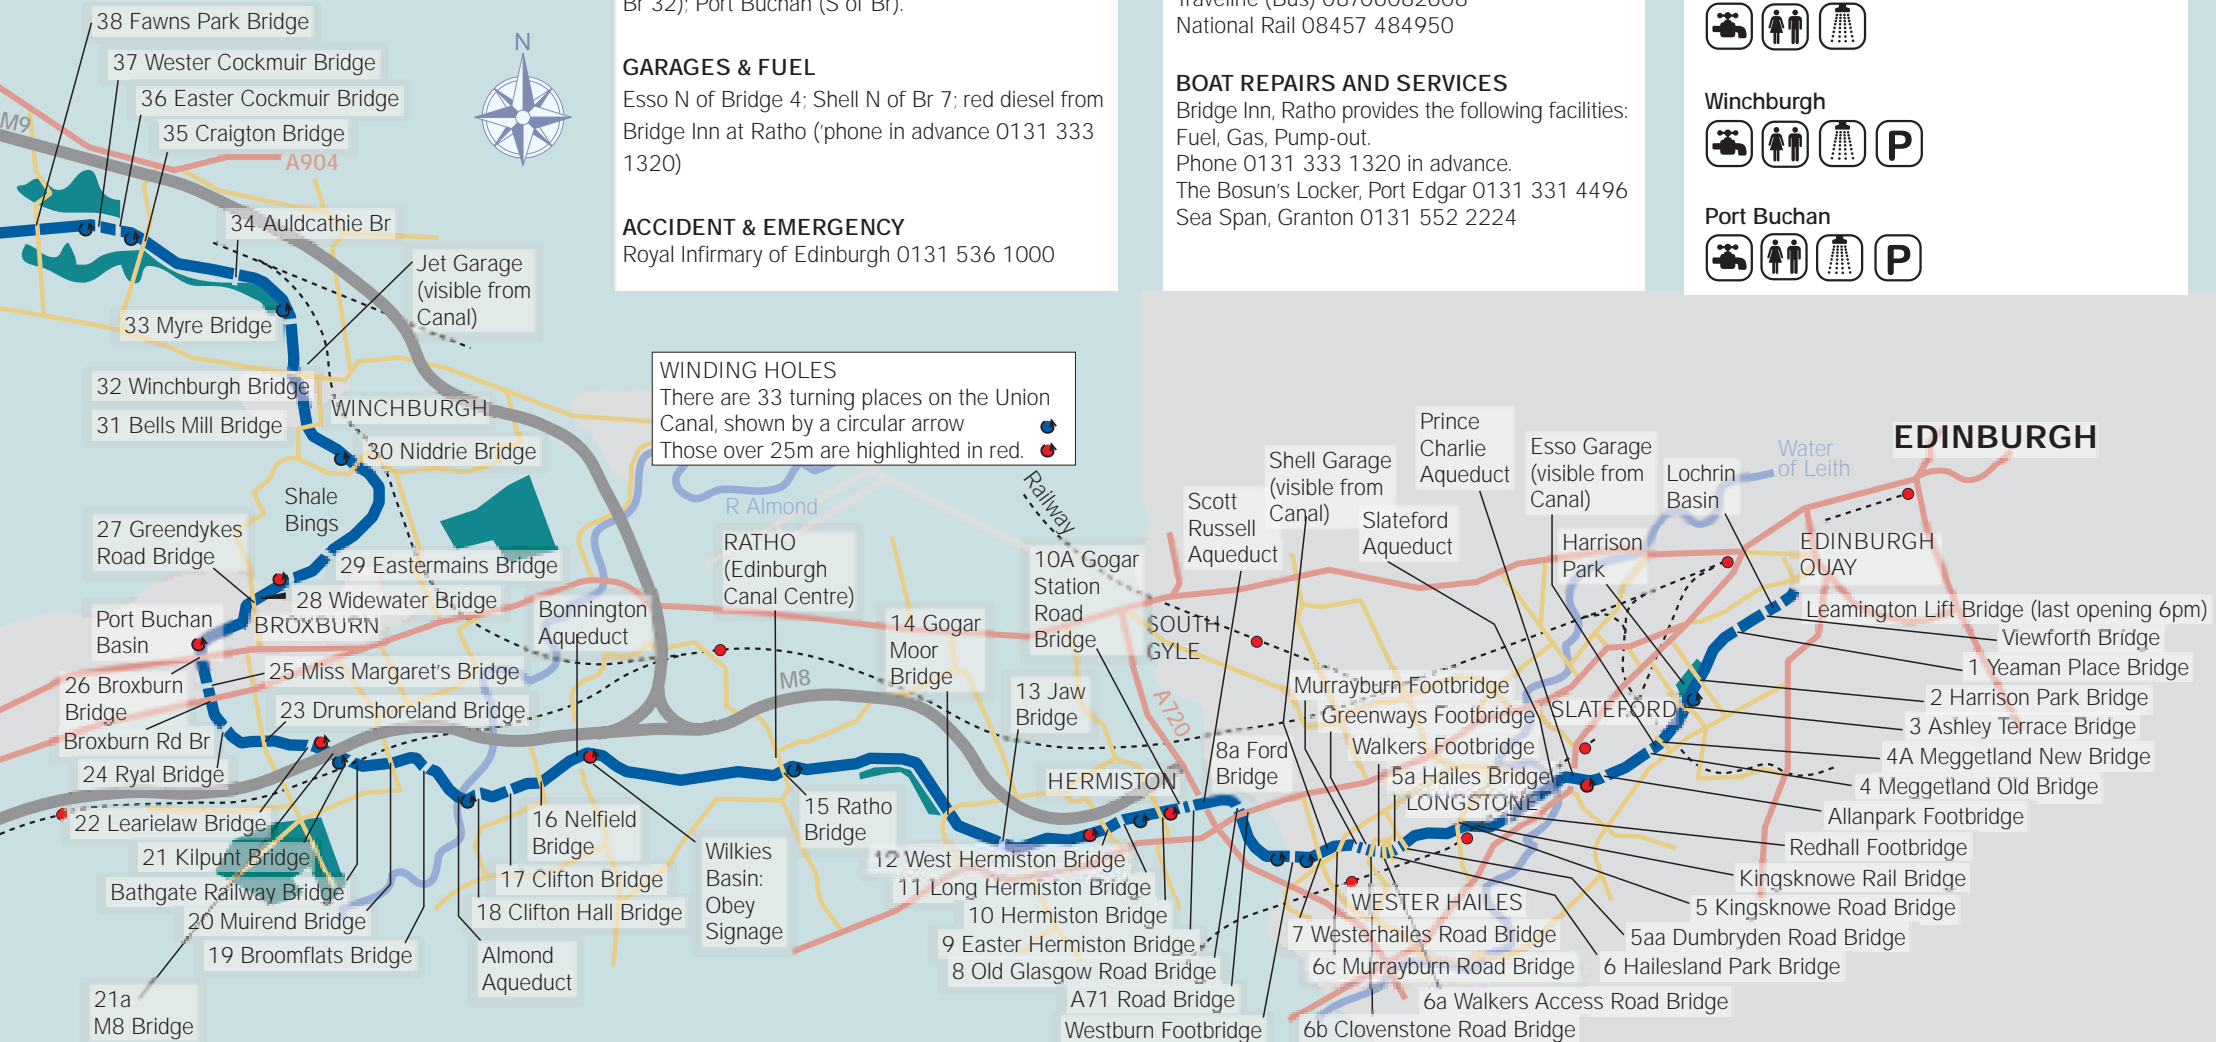 Br 32); Port Buchan (S of Br).
GARAGES & FUEL
Esso N of Bridge 4; Shell N of Br 7; red diesel from
Bridge Inn at Ratho ('phone in advance 0131 333
1320)
ACCIDENT & EMERGENCY
Royal Infirmary of Edinburgh 0131 536 1000
Traveline (Bus) 08706082608
National Rail 08457 484950
BOAT REPAIRS AND SERVICES
Bridge Inn, Ratho provides the following facilities:
Fuel, Gas, Pump-out.
Phone 0131 333 1320 in advance.
The Bosun's Locker, Port Edgar 0131 331 4496
Sea Span, Granton 0131 552 2224
Winchburgh
P
Port Buchan
P
N
38 Fawns Park Bridge
37 Wester Cockmuir Bridge
36 Easter Cockmuir Bridge
35 Craigton Bridge
M9
A904
34 Auldcathie Br
Jet Garage
(visible from
Canal)
33 Myre Bridge
32 Winchburgh Bridge
WINCHBURGH
31 Bells Mill Bridge
30 Niddrie Bridge
Shale
Bings
27 Greendykes
Road Bridge
29 Eastermains Bridge
28 Widewater Bridge
Port Buchan
Basin
BROXBURN
25 Miss Margaret's Bridge
26 Broxburn
Bridge
23 Drumshoreland Bridge
Broxburn Rd Br
24 Ryal Bridge
22 Learielaw Bridge
21 Kilpunt Bridge
Bathgate Railway Bridge
20 Muirend Bridge
19 Broomflats Bridge
21a
M8 Bridge
WINDING HOLES
There are 33 turning places on the Union
Canal, shown by a circular arrow
Those over 25m are highlighted in red.
R Almond
RATHO
(Edinburgh
Canal Centre)
Bonnington
Aqueduct
M8
14 Gogar
Moor
Bridge
Railway
10A Gogar
Station
Road
Bridge
13 Jaw
Bridge
HERMISTON
15 Ratho
Bridge
16 Nelfield
Bridge
17 Clifton Bridge
18 Clifton Hall Bridge
Almond
Aqueduct
Wilkies
Basin:
Obey
Signage
12 West Hermiston Bridge
11 Long Hermiston Bridge
10 Hermiston Bridge
9 Easter Hermiston Bridge
8 Old Glasgow Road Bridge
A71 Road Bridge
Westburn Footbridge
Scott
Russell
Aqueduct
Shell Garage
(visible from
Canal)
Slateford
Aqueduct
Prince
Charlie
Aqueduct
Esso Garage
(visible from
Canal)
Harrison
Park
Lochrin
Basin
Water
of Leith
EDINBURGH
EDINBURGH
QUAY
SOUTH
GYLE
A720
8a Ford
Bridge
Murrayburn Footbridge
Greenways Footbridge
Walkers Footbridge
5a Hailes Bridge
LONGSTONE
SLATEFORD
WESTER HAILES
Leamington Lift Bridge (last opening 6pm)
Viewforth Bridge
1 Yeaman Place Bridge
2 Harrison Park Bridge
3 Ashley Terrace Bridge
4A Meggetland New Bridge
4 Meggetland Old Bridge
Allanpark Footbridge
Redhall Footbridge
Kingsknowe Rail Bridge
5 Kingsknowe Road Bridge
5aa Dumbryden Road Bridge
6 Hailesland Park Bridge
7 Westerhailes Road Bridge
6c Murrayburn Road Bridge
6a Walkers Access Road Bridge
6b Clovenstone Road Bridge